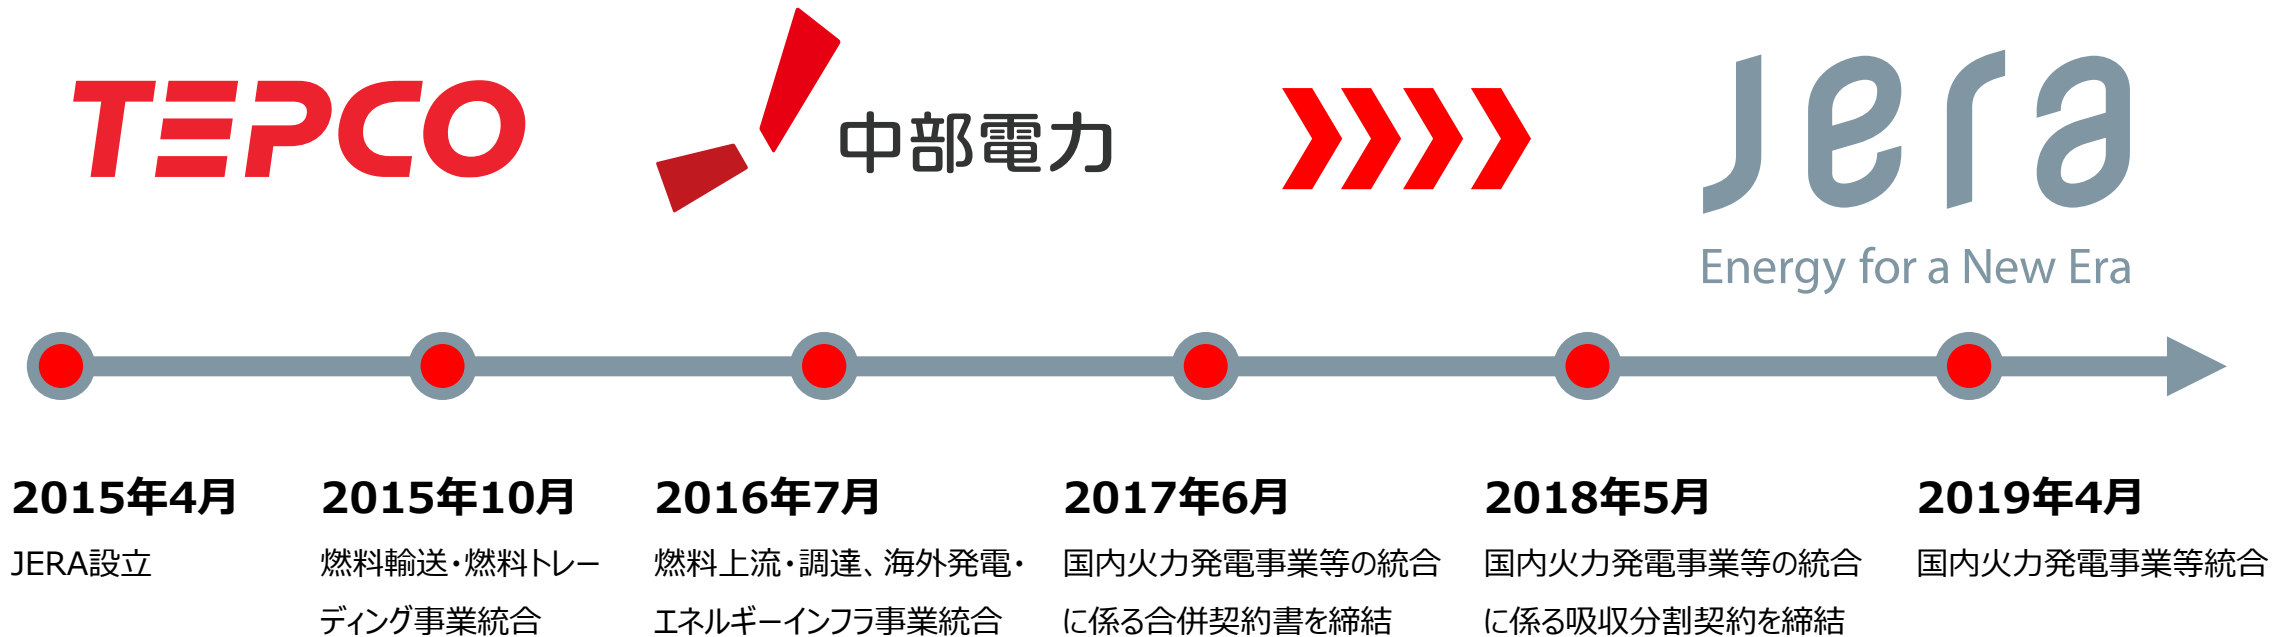 TEPCO
中部電力
Jera
Energy for a New Era
2015年4月
JERA設立
2015年10月
燃料輸送・燃料トレー
ディング事業統合
2016年7月
燃料上流・調達、海外発電・
エネルギーインフラ事業統合
2017年6月
国内火力発電事業等の統合
に係る合併契約書を締結
2018年5月
国内火力発電事業等の統合
に係る吸収分割契約を締結
2019年4月
国内火力発電事業等統合